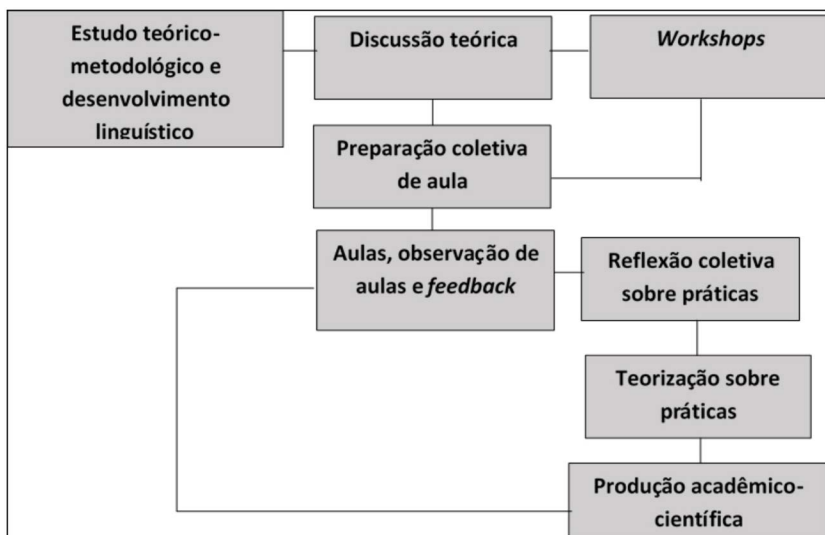 Estudo teórico-
metodológico e
desenvolvimento
linguístico
Discussão teórica
Workshops
Preparação coletiva
de aula
Aulas, observação de
aulas e feedback
Reflexão coletiva
sobre práticas
Teorização sobre
práticas
Produção acadêmico-
científica